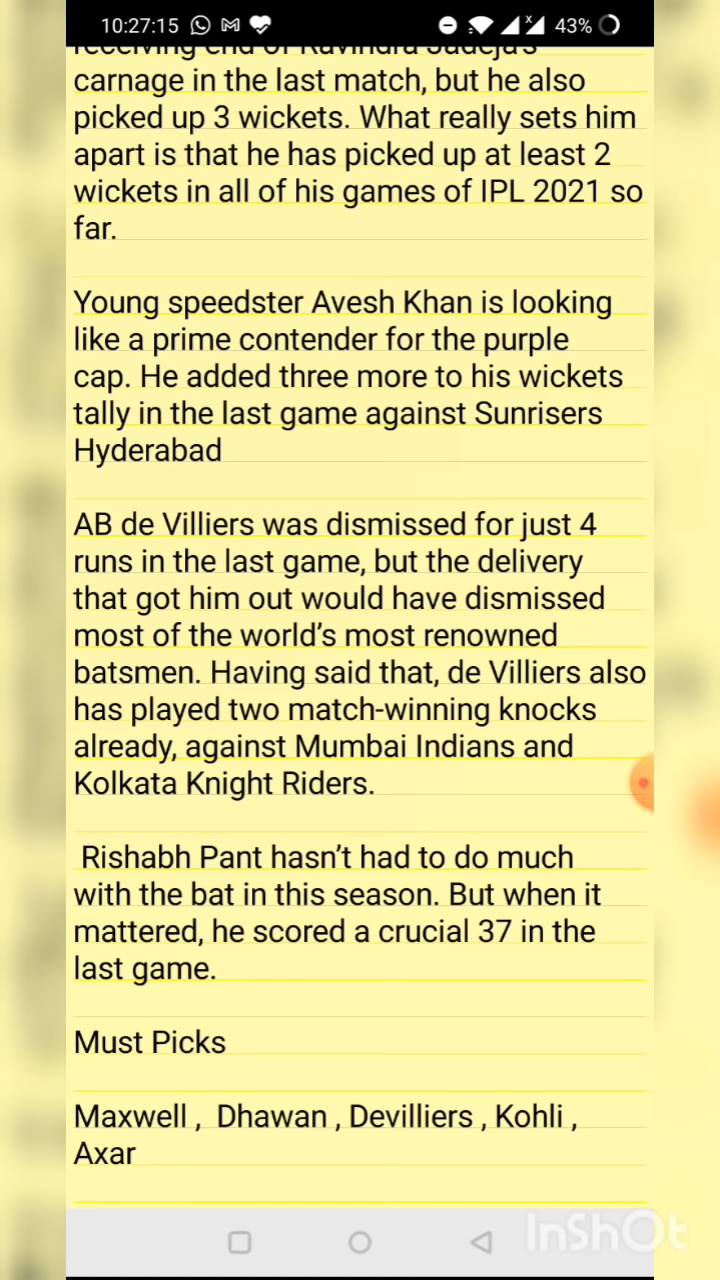 10:27:15 43%
receiving end of Ravindra Jadeja's
carnage in the last match, but he also
picked up 3 wickets. What really sets him
apart is that he has picked up at least 2
wickets in all of his games of IPL 2021 so
far.
Young speedster Avesh Khan is looking
like a prime contender for the purple
cap. He added three more to his wickets
tally in the last game against Sunrisers
Hyderabad
AB de Villiers was dismissed for just 4
runs in the last game, but the delivery
that got him out would have dismissed
most of the world’s most renowned
batsmen. Having said that, de Villiers also
has played two match-winning knocks
already, against Mumbai Indians and
Kolkata Knight Riders.
Rishabh Pant hasn’t had to do much
with the bat in this season. But when it
mattered, he scored a crucial 37 in the
last game.
Must Picks
Maxwell , Dhawan , Devilliers , Kohli ,
Axar
InShOt